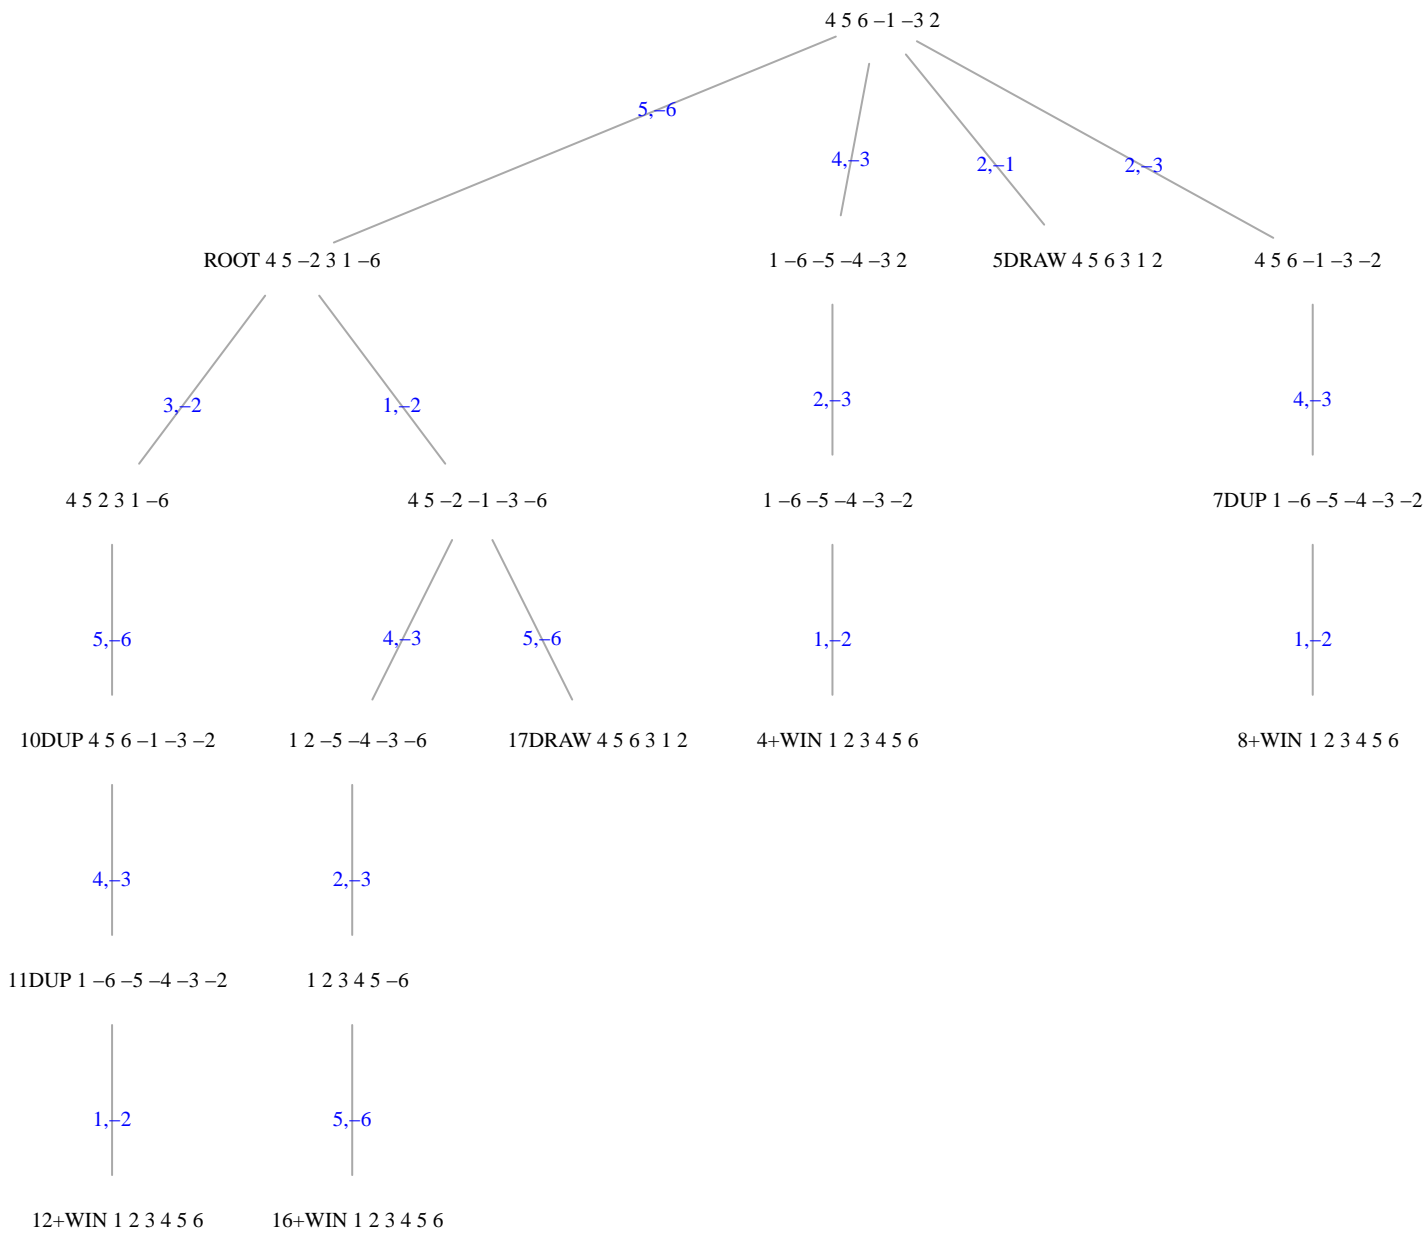 4 5 6 –1 –3 2
5,–6
4,–3
2,–1
2,–3
ROOT 4 5 –2 3 1 –6
1 –6 –5 –4 –3 2
5DRAW 4 5 6 3 1 2
4 5 6 –1 –3 –2
3,–2
1,–2
2,–3
4,–3
4 5 2 3 1 –6
4 5 –2 –1 –3 –6
1 –6 –5 –4 –3 –2
7DUP 1 –6 –5 –4 –3 –2
5,–6
4,–3
5,–6
1,–2
1,–2
10DUP 4 5 6 –1 –3 –2
1 2 –5 –4 –3 –6
17DRAW 4 5 6 3 1 2
4+WIN 1 2 3 4 5 6
8+WIN 1 2 3 4 5 6
4,–3
2,–3
11DUP 1 –6 –5 –4 –3 –2
1 2 3 4 5 –6
1,–2
5,–6
12+WIN 1 2 3 4 5 6
16+WIN 1 2 3 4 5 6